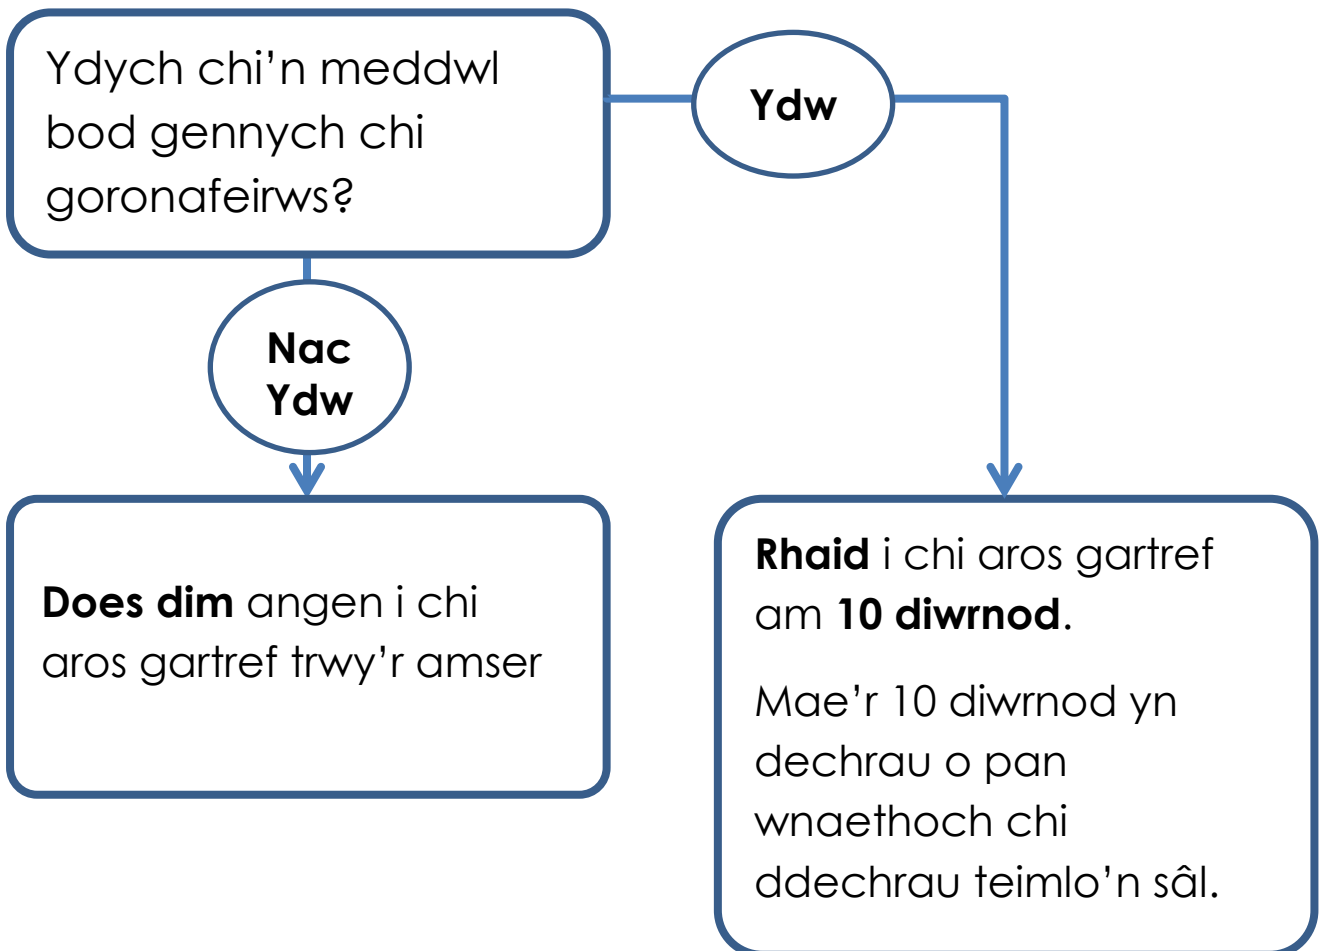 Ydych chi’n meddwl
bod gennych chi
goronafeirws?
Ydw
Nac
Ydw
Does dim angen i chi
aros gartref trwy’r amser
Rhaid i chi aros gartref
am 10 diwrnod.
Mae’r 10 diwrnod yn
dechrau o pan
wnaethoch chi
ddechrau teimlo’n sâl.